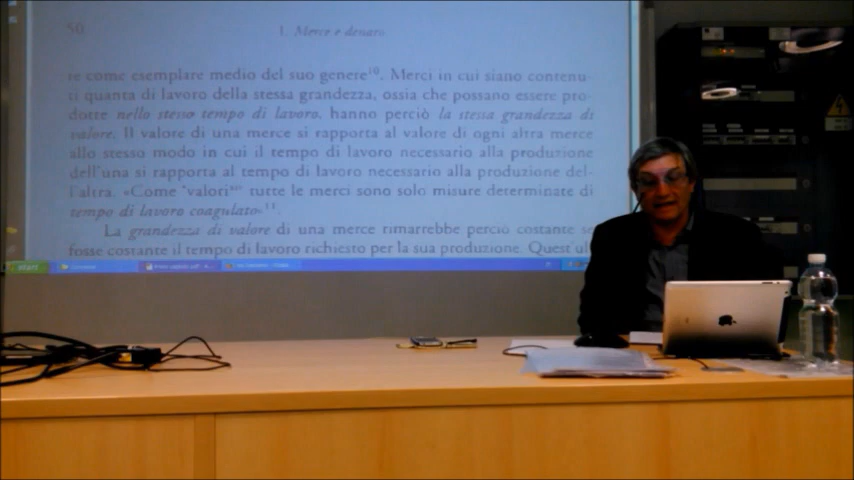 50
I. Merce e denaro
te come esemplare medio del suo genere¹⁰. Merci in cui siano contenu-
ti quanta di lavoro della stessa grandezza, ossia che possano essere pro-
dotte nello stesso tempo di lavoro, hanno perciò la stessa grandezza di
valore. Il valore di una merce si rapporta al valore di ogni altra merce
allo stesso modo in cui il tempo di lavoro necessario alla produzione
dell'una si rapporta al tempo di lavoro necessario alla produzione del-
l'altra. «Come "valori" tutte le merci sono solo misure determinate di
tempo di lavoro coagulato»¹¹.
La grandezza di valore di una merce rimarrebbe perciò costante se
fosse costante il tempo di lavoro richiesto per la sua produzione. Quest'ul
start